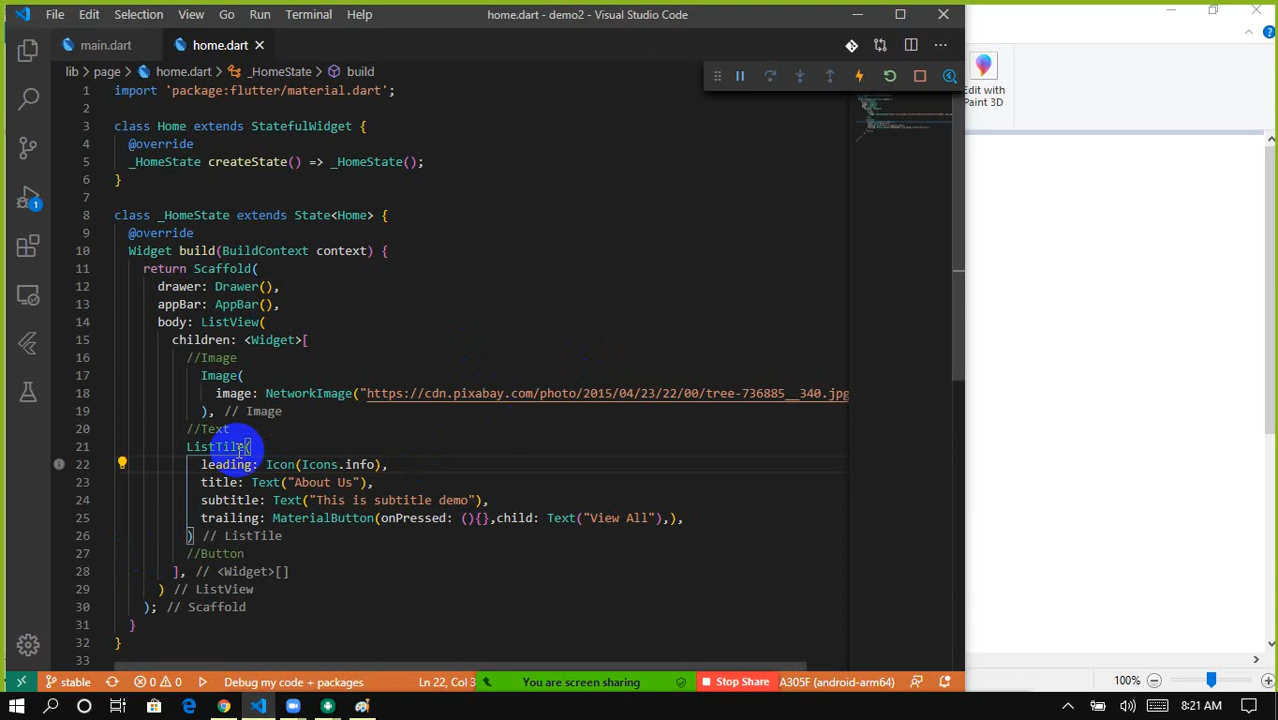 File Edit Selection View Go Run Terminal Help
home.dart - demo2 - Visual Studio Code
main.dart
home.dart
lib > page > home.dart > _HomeState > build
1 import 'package:flutter/material.dart';
2
3 class Home extends StatefulWidget {
4 @override
5 _HomeState createState() => _HomeState();
6 }
7
8 class _HomeState extends State<Home> {
9 @override
10 Widget build(BuildContext context) {
11 return Scaffold(
12 drawer: Drawer(),
13 appBar: AppBar(),
14 body: ListView(
15 children: <Widget>[
16 //Image
17 Image(
18 image: NetworkImage("https://cdn.pixabay.com/photo/2015/04/23/22/00/tree-736885__340.jpg
19 ), // Image
20 //Text
21 ListTile(
22 leading: Icon(Icons.info),
23 title: Text("About Us"),
24 subtitle: Text("This is subtitle demo"),
25 trailing: MaterialButton(onPressed: (){},child: Text("View All"),),
26 ) // ListTile
27 //Button
28 ], // <Widget>[]
29 ) // ListView
30 ); // Scaffold
31 }
32 }
33
1
Edit with
Paint 3D
100%
stable
0 0
Debug my code + packages
Ln 22, Col 3
You are screen sharing
Stop Share
A305F (android-arm64)
8:21 AM